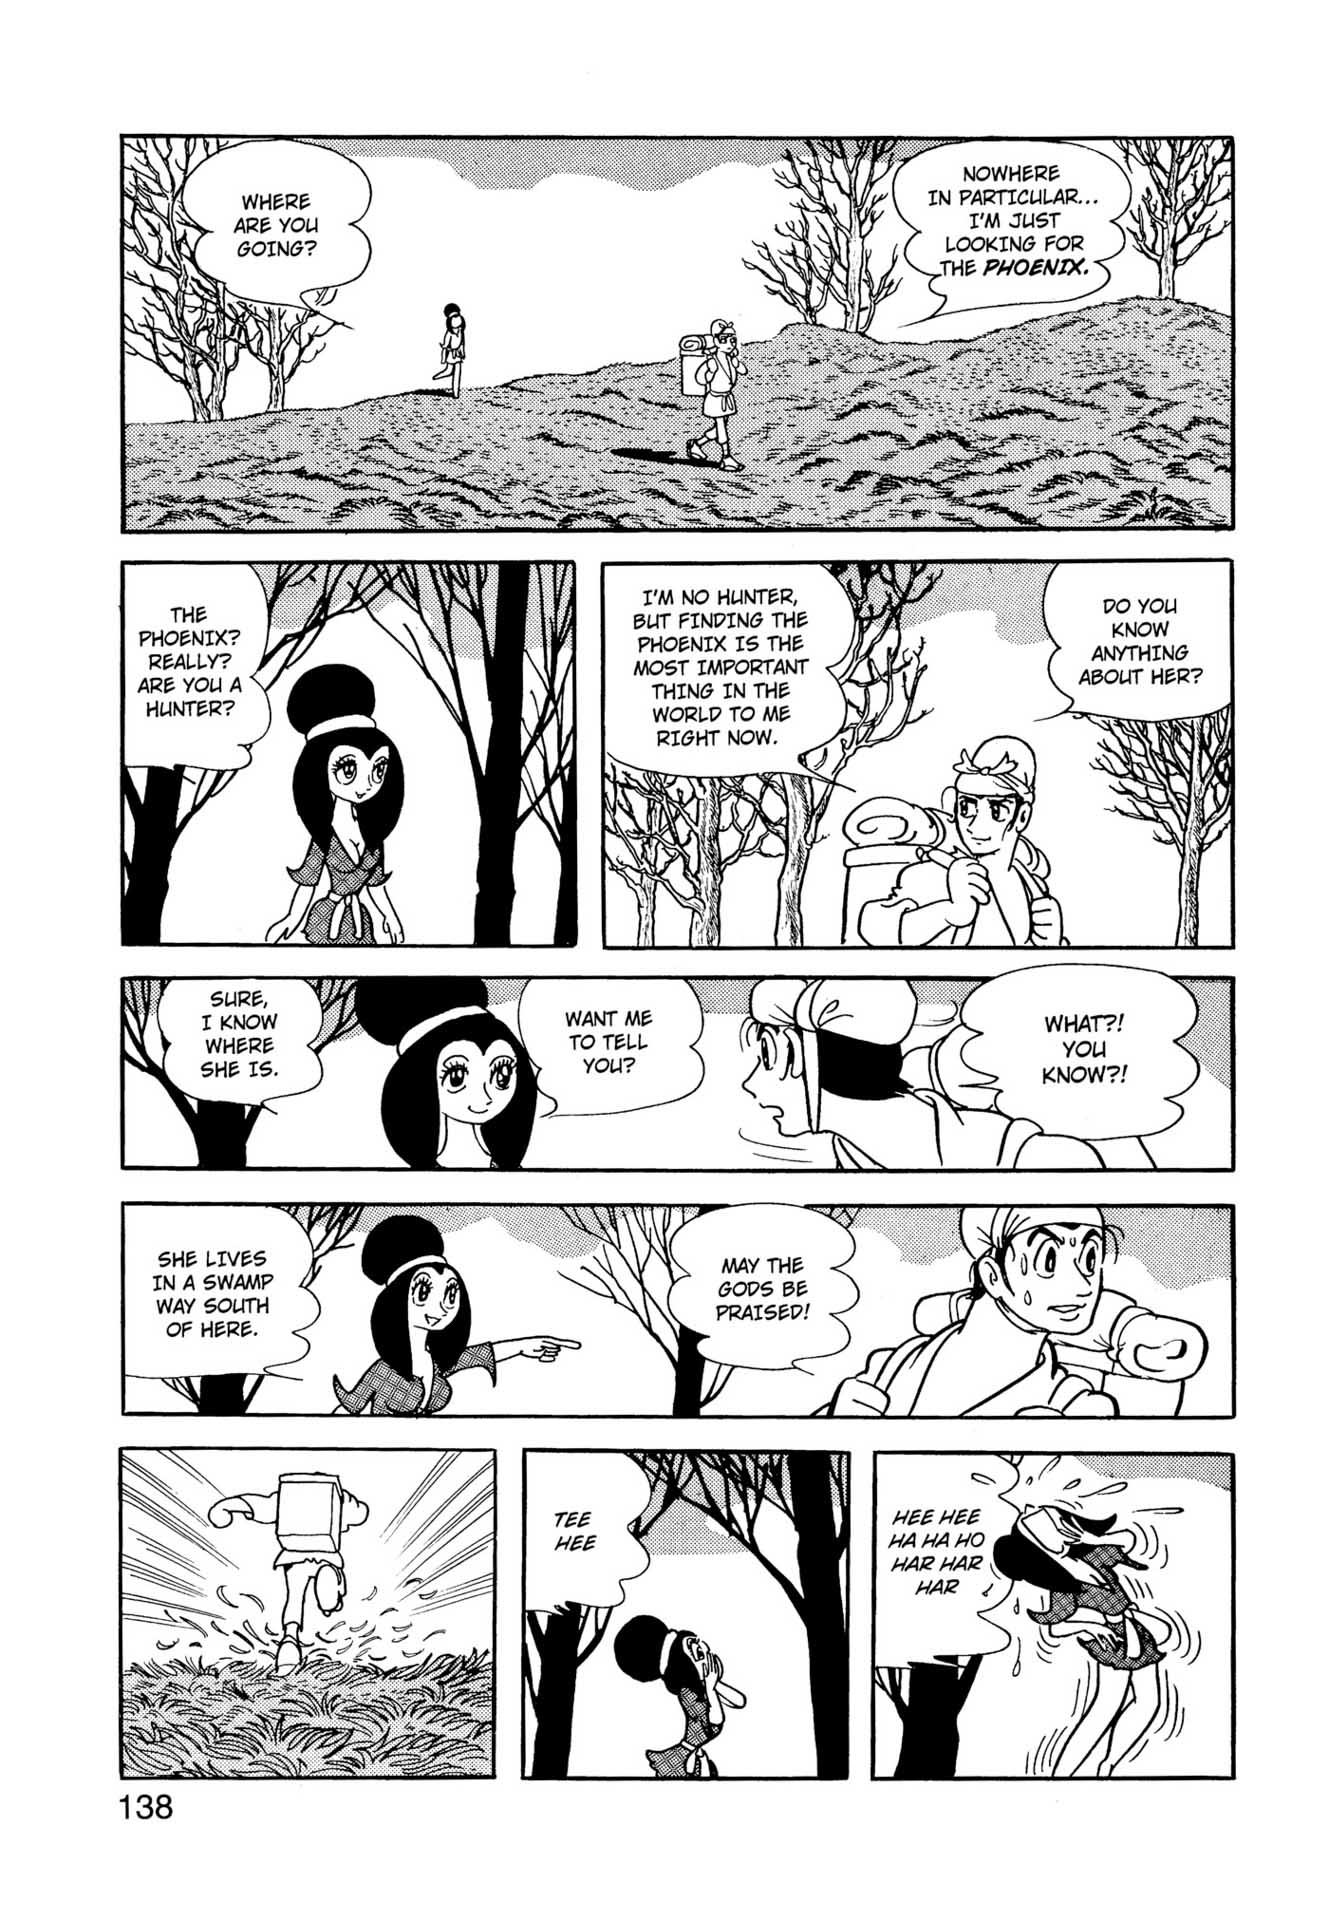 WHERE
ARE YOU
GOING?
NOWHERE
IN PARTICULAR...
I'M JUST
LOOKING FOR
THE PHOENIX.
THE
PHOENIX?
REALLY?
ARE YOU A
HUNTER?
I'M NO HUNTER,
BUT FINDING THE
PHOENIX IS THE
MOST IMPORTANT
THING IN THE
WORLD TO ME
RIGHT NOW.
DO YOU
KNOW
ANYTHING
ABOUT HER?
SURE,
I KNOW
WHERE
SHE IS.
WANT ME
TO TELL
YOU?
WHAT?!
YOU
KNOW?!
SHE LIVES
IN A SWAMP
WAY SOUTH
OF HERE.
MAY THE
GODS BE
PRAISED!
TEE
HEE
HEE HEE
HA HA HO
HAR HAR
HAR
138